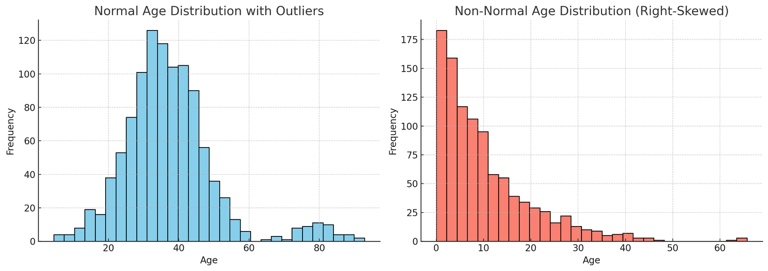 Normal Age Distribution with Outliers
Frequency
120
100
80
60
40
20
0
20 40 60 80
Age
Non-Normal Age Distribution (Right-Skewed)
Frequency
175
150
125
100
75
50
25
0
0 10 20 30 40 50 60
Age